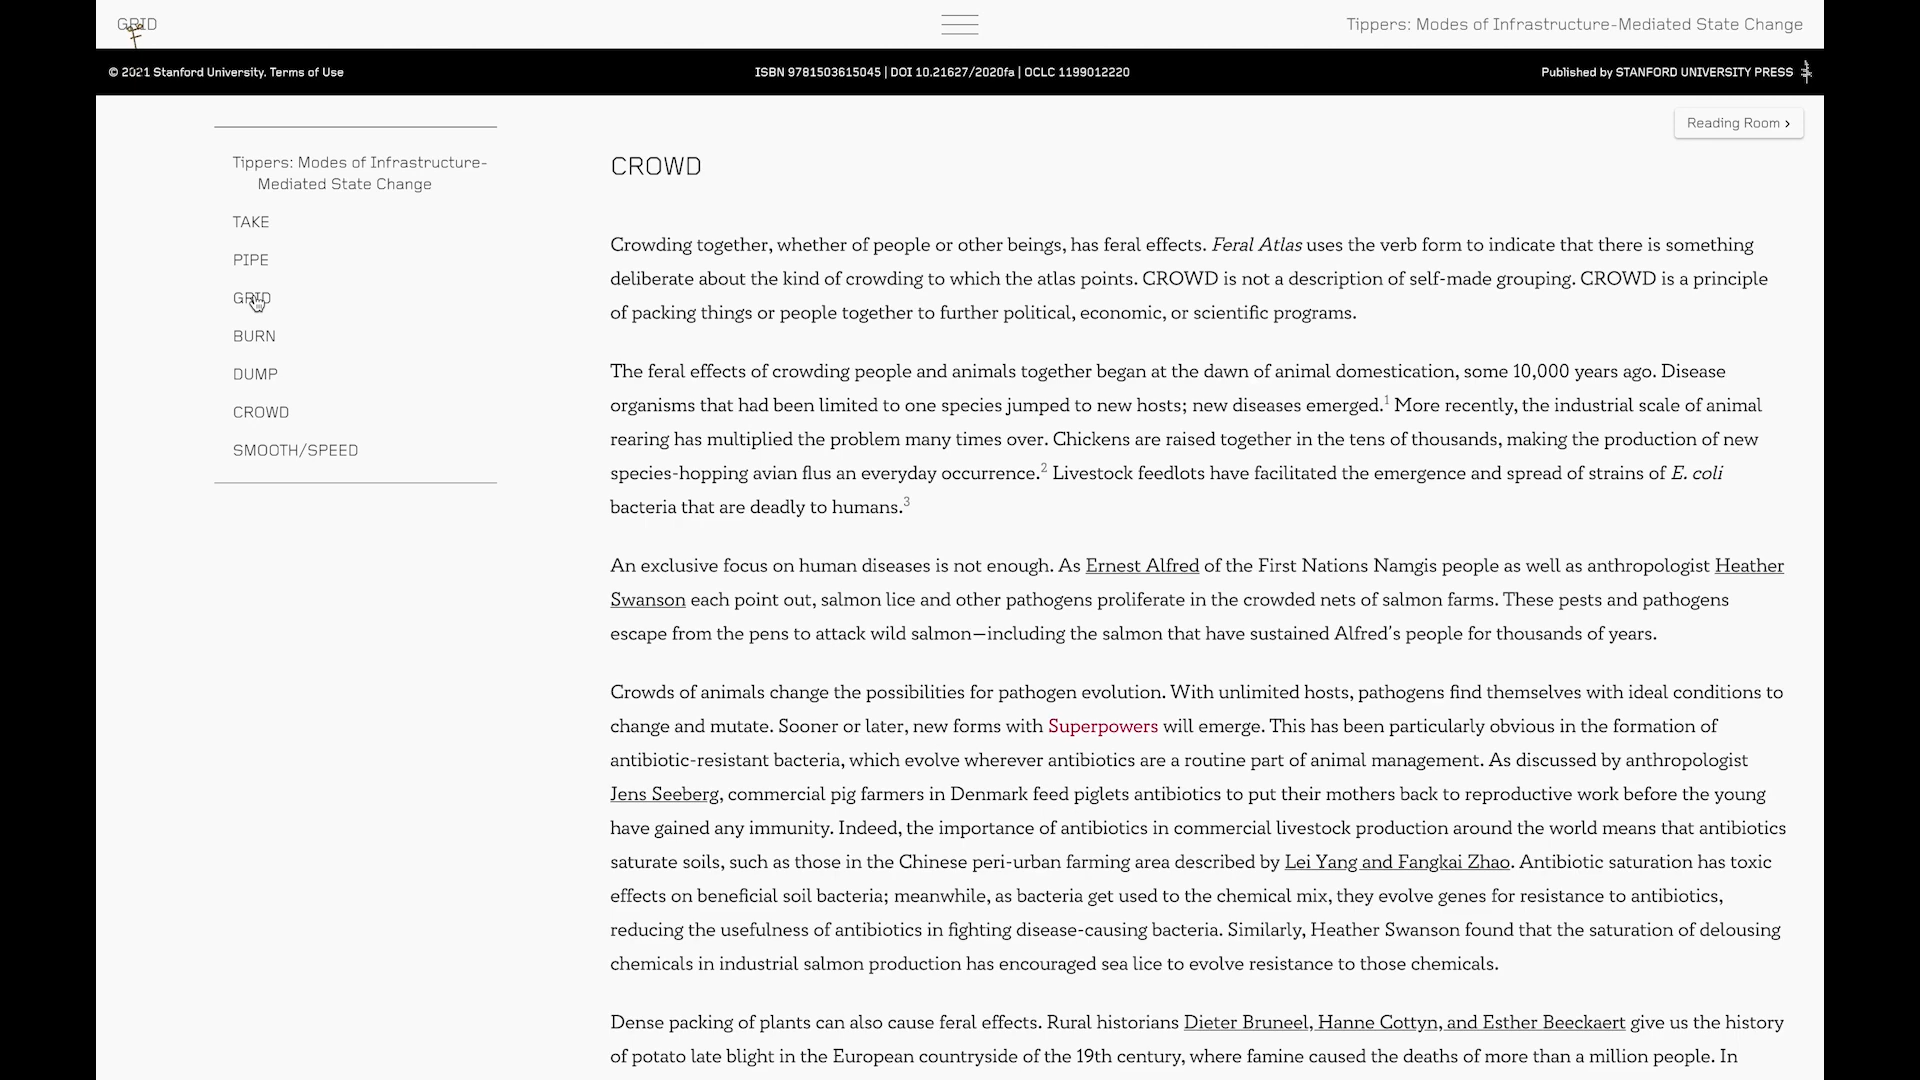 GRID
Tippers: Modes of Infrastructure-Mediated State Change
© 2021 Stanford University. Terms of Use
ISBN 9781503615045 | DOI 10.21627/2020fa | OCLC 1199012220
Published by STANFORD UNIVERSITY PRESS
Reading Room ›
Tippers: Modes of Infrastructure-
Mediated State Change
TAKE
PIPE
GRID
BURN
DUMP
CROWD
SMOOTH/SPEED
CROWD
Crowding together, whether of people or other beings, has feral effects. Feral Atlas uses the verb form to indicate that there is something
deliberate about the kind of crowding to which the atlas points. CROWD is not a description of self-made grouping. CROWD is a principle
of packing things or people together to further political, economic, or scientific programs.
The feral effects of crowding people and animals together began at the dawn of animal domestication, some 10,000 years ago. Disease
organisms that had been limited to one species jumped to new hosts; new diseases emerged.1 More recently, the industrial scale of animal
rearing has multiplied the problem many times over. Chickens are raised together in the tens of thousands, making the production of new
species-hopping avian flus an everyday occurrence.2 Livestock feedlots have facilitated the emergence and spread of strains of E. coli
bacteria that are deadly to humans.3
An exclusive focus on human diseases is not enough. As Ernest Alfred of the First Nations Namgis people as well as anthropologist Heather
Swanson each point out, salmon lice and other pathogens proliferate in the crowded nets of salmon farms. These pests and pathogens
escape from the pens to attack wild salmon—including the salmon that have sustained Alfred's people for thousands of years.
Crowds of animals change the possibilities for pathogen evolution. With unlimited hosts, pathogens find themselves with ideal conditions to
change and mutate. Sooner or later, new forms with Superpowers will emerge. This has been particularly obvious in the formation of
antibiotic-resistant bacteria, which evolve wherever antibiotics are a routine part of animal management. As discussed by anthropologist
Jens Seeberg, commercial pig farmers in Denmark feed piglets antibiotics to put their mothers back to reproductive work before the young
have gained any immunity. Indeed, the importance of antibiotics in commercial livestock production around the world means that antibiotics
saturate soils, such as those in the Chinese peri-urban farming area described by Lei Yang and Fangkai Zhao. Antibiotic saturation has toxic
effects on beneficial soil bacteria; meanwhile, as bacteria get used to the chemical mix, they evolve genes for resistance to antibiotics,
reducing the usefulness of antibiotics in fighting disease-causing bacteria. Similarly, Heather Swanson found that the saturation of delousing
chemicals in industrial salmon production has encouraged sea lice to evolve resistance to those chemicals.
Dense packing of plants can also cause feral effects. Rural historians Dieter Bruneel, Hanne Cottyn, and Esther Beeckaert give us the history
of potato late blight in the European countryside of the 19th century, where famine caused the deaths of more than a million people. In